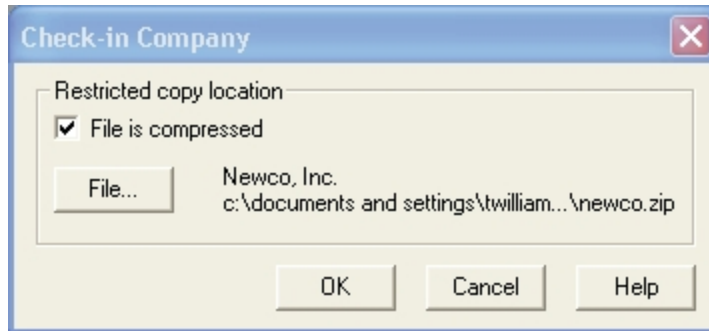 Check-in Company
Restricted copy location
File is compressed
File...
Newco, Inc.
c:\documents and settings\twilliam...\newco.zip
OK
Cancel
Help